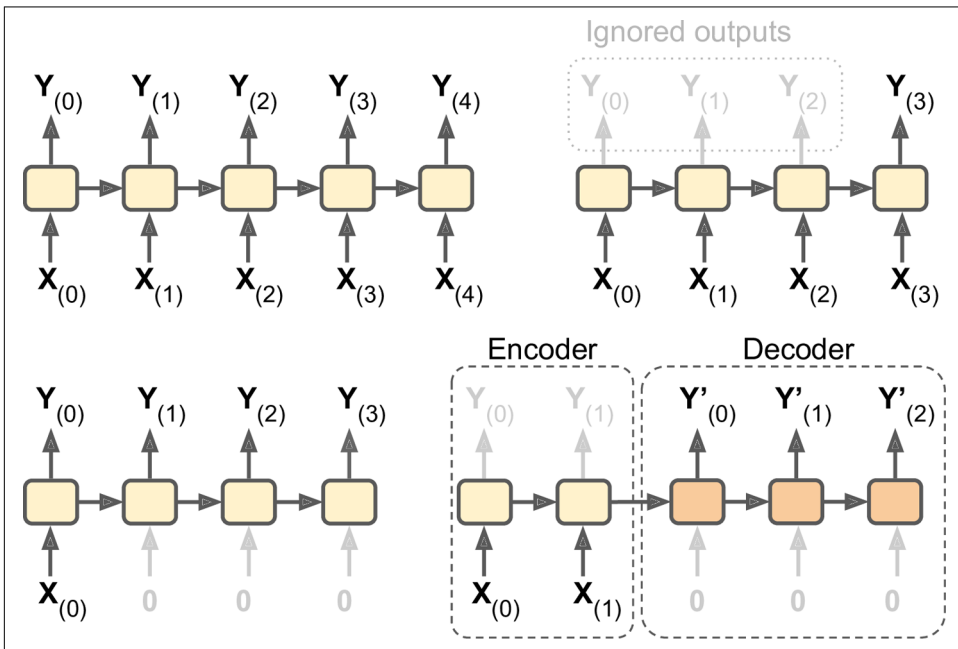 Ignored outputs
Y(0) Y(1) Y(2) Y(3) Y(4)
Y(0) Y(1) Y(2) Y(3)
X(0) X(1) X(2) X(3) X(4)
X(0) X(1) X(2) X(3)
Encoder Decoder
Y(0) Y(1) Y(2) Y(3)
Y(0) Y(1) Y'(0) Y'(1) Y'(2)
X(0) 0 0 0
X(0) X(1) 0 0 0